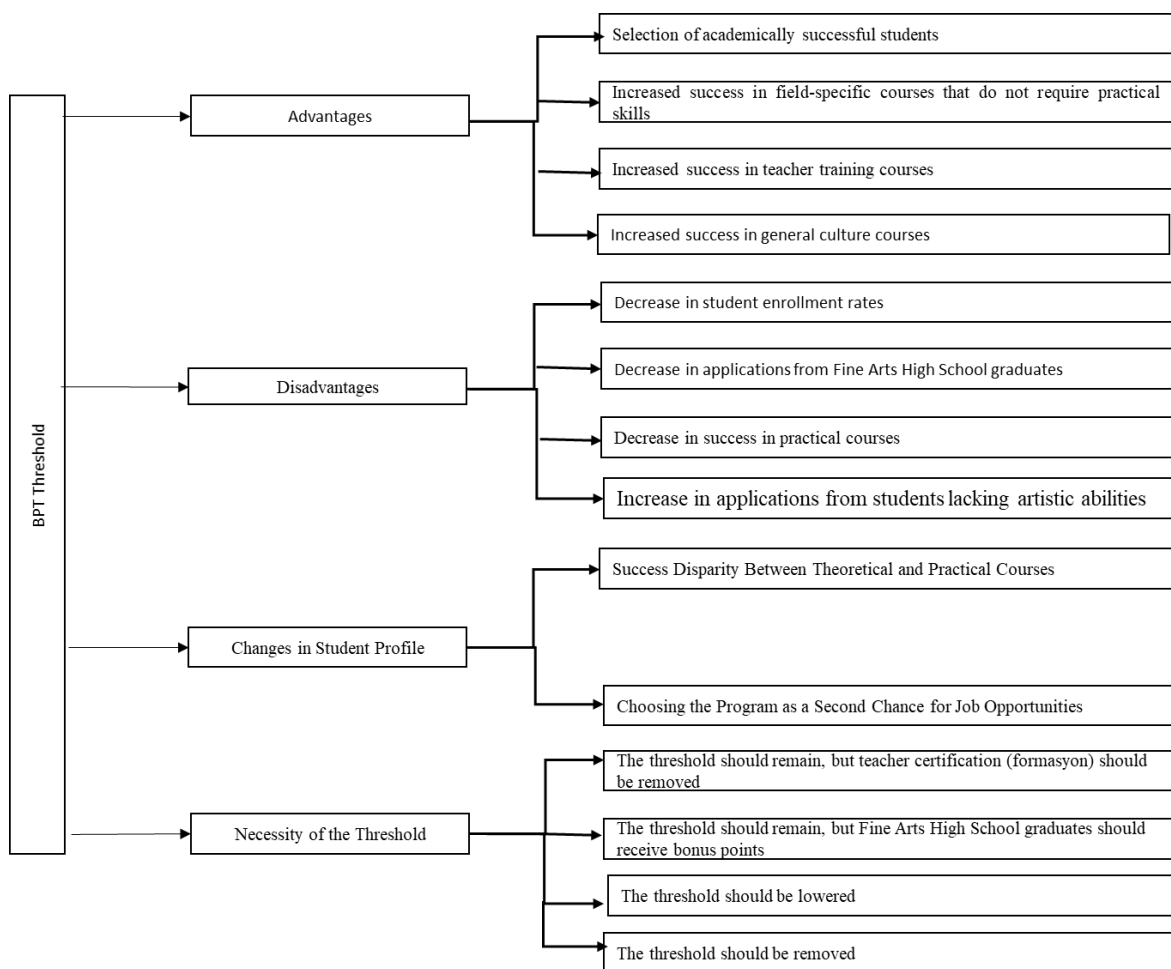 BPT Threshold
Advantages
Selection of academically successful students
Increased success in field-specific courses that do not require practical
skills
Increased success in teacher training courses
Increased success in general culture courses
Disadvantages
Decrease in student enrollment rates
Decrease in applications from Fine Arts High School graduates
Decrease in success in practical courses
Increase in applications from students lacking artistic abilities
Changes in Student Profile
Success Disparity Between Theoretical and Practical Courses
Choosing the Program as a Second Chance for Job Opportunities
Necessity of the Threshold
The threshold should remain, but teacher certification (formasyon) should
be removed
The threshold should remain, but Fine Arts High School graduates should
receive bonus points
The threshold should be lowered
The threshold should be removed